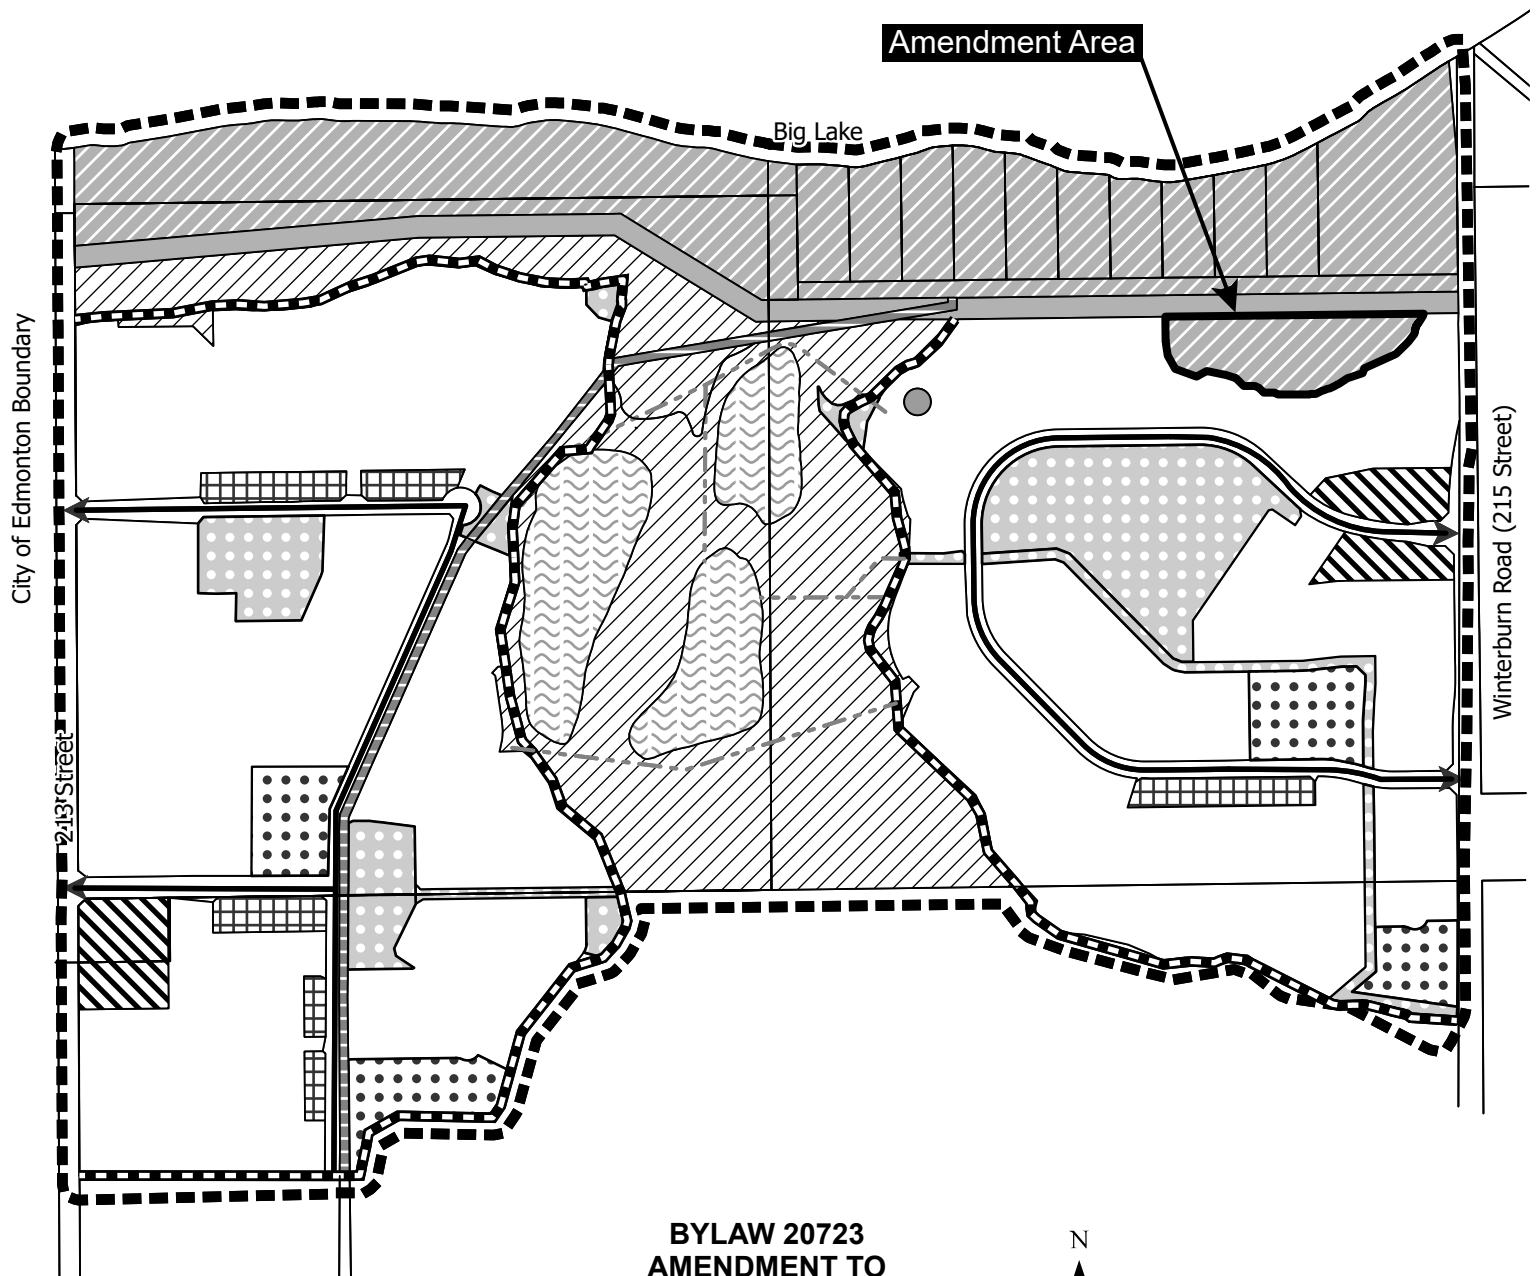 Amendment Area
Big Lake
City of Edmonton Boundary
Winterburn Road (215 Street)
213 Street
BYLAW 20723
AMENDMENT TO
N